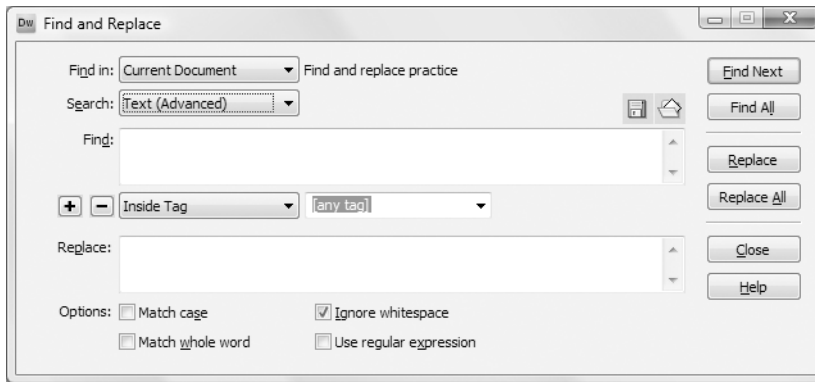 Dw Find and Replace
Find in: Current Document Find and replace practice Find Next
Search: Text (Advanced) Find All
Find:
Replace
+ - Inside Tag [any tag] Replace All
Replace: Close
Help
Options: Match case Ignore whitespace
Match whole word Use regular expression